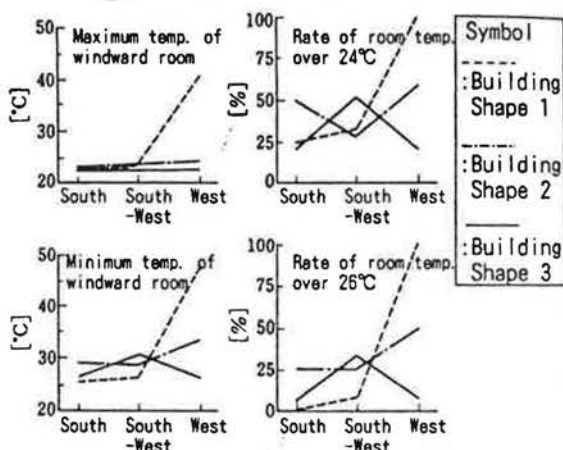 Maximum temp. of
windward room
[°C]
50
40
30
20
South
South
-West
West
Rate of room temp.
over 24℃
[%]
100
75
50
25
0
South
South
-West
West
Symbol
:Building
Shape 1
:Building
Shape 2
:Building
Shape 3
Minimum temp. of
windward room
[°C]
50
40
30
20
South
South
-West
West
Rate of room temp.
over 26℃
[%]
100
75
50
25
0
South
South
-West
West